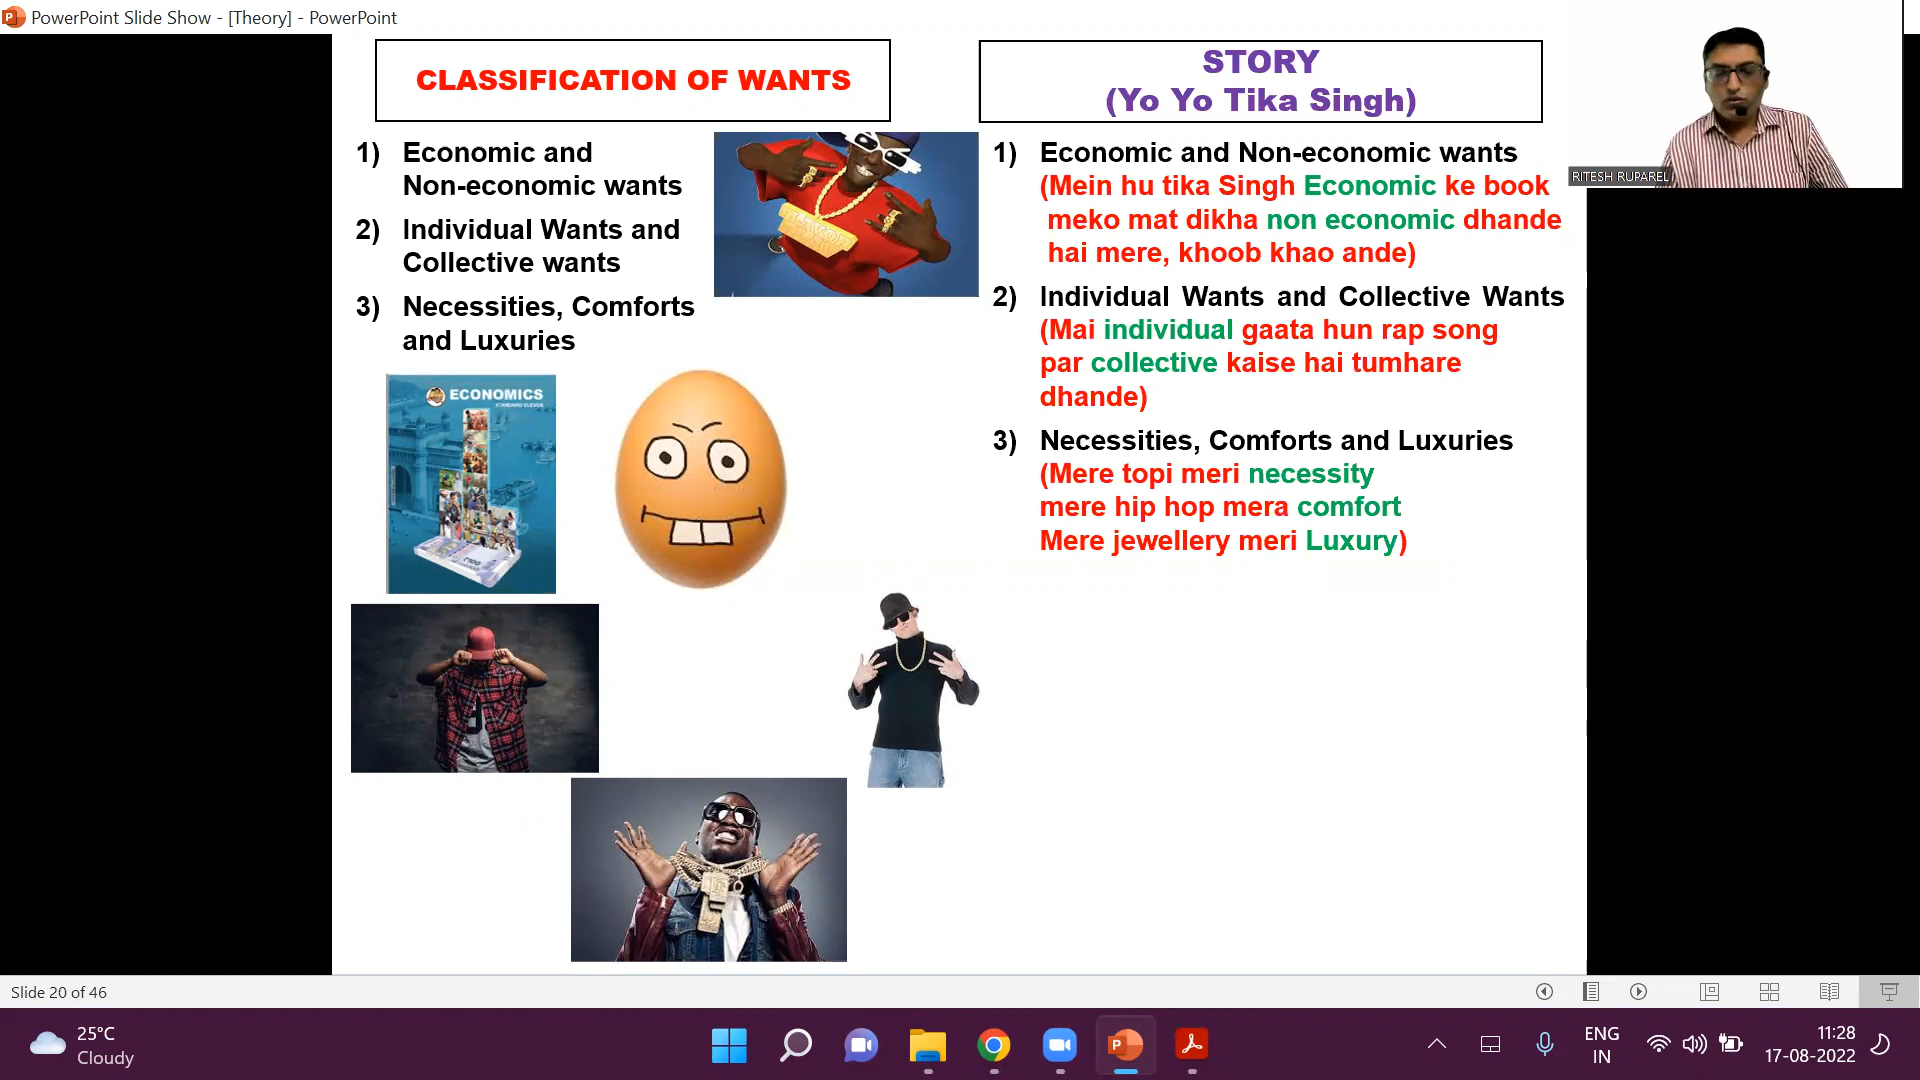 PowerPoint Slide Show - [Theory] - PowerPoint
CLASSIFICATION OF WANTS
1) Economic and
Non-economic wants
2) Individual Wants and
Collective wants
3) Necessities, Comforts
and Luxuries
ECONOMICS
STANDARD ELEVEN
STORY
(Yo Yo Tika Singh)
1) Economic and Non-economic wants
(Mein hu tika Singh Economic ke book
meko mat dikha non economic dhande
hai mere, khoob khao ande)
2) Individual Wants and Collective Wants
(Mai individual gaata hun rap song
par collective kaise hai tumhare
dhande)
3) Necessities, Comforts and Luxuries
(Mere topi meri necessity
mere hip hop mera comfort
Mere jewellery meri Luxury)
RITESH RUPAREL
Slide 20 of 46
25°C
Cloudy
ENG
IN
11:28
17-08-2022